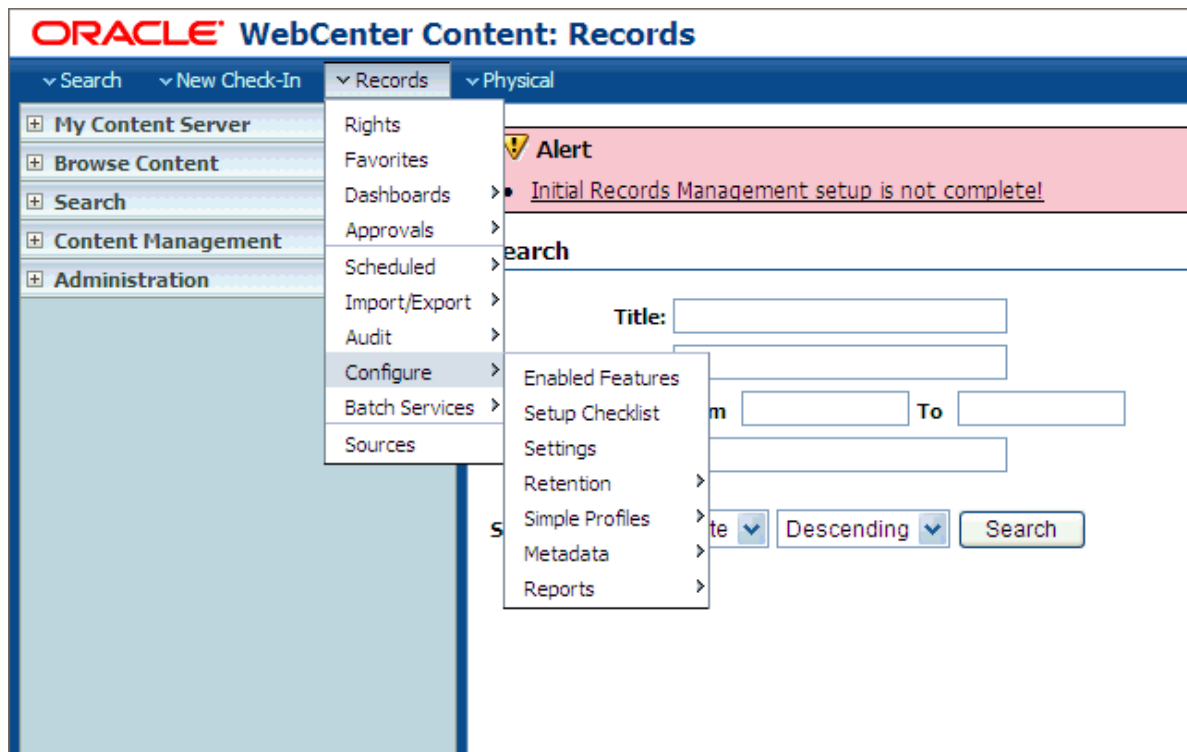 ORACLE WebCenter Content: Records
Search New Check-In Records Physical
My Content Server
Browse Content
Search
Content Management
Administration
Rights
Favorites
Dashboards
Approvals
Scheduled
Import/Export
Audit
Configure
Batch Services
Sources
Enabled Features
Setup Checklist
Settings
Retention
Simple Profiles
Metadata
Reports
Alert
Initial Records Management setup is not complete!
earch
Title:
m To
S te Descending Search